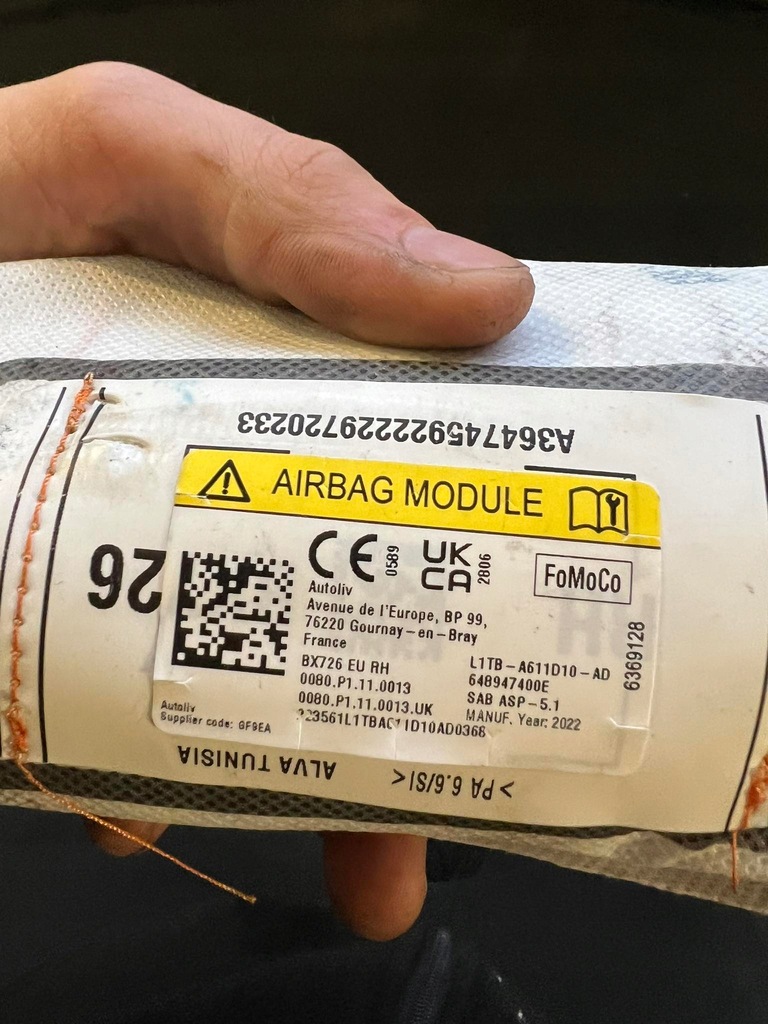 A364745922229720233
AIRBAG MODULE
CE 0589
UK CA 2806
FoMoCo
Autoliv
Avenue de l'Europe, BP 99,
76220 Gournay-en-Bray
France
BX726 EU RH
0080.P1.11.0013
0080.P1.11.0013.UK
L1TB-A611D10-AD
648947400E
SAB ASP-5.1
MANUF. Year: 2022
6369128
Autoliv
Supplier code: GF9EA
26
ALVA TUNISIA
>PA 6.6/SI<